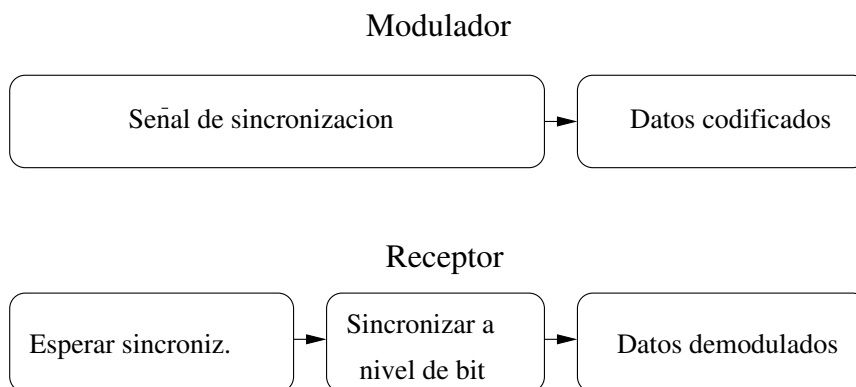 Modulador
Señal de sincronizacion
Datos codificados
Receptor
Esperar sincroniz.
Sincronizar a
nivel de bit
Datos demodulados